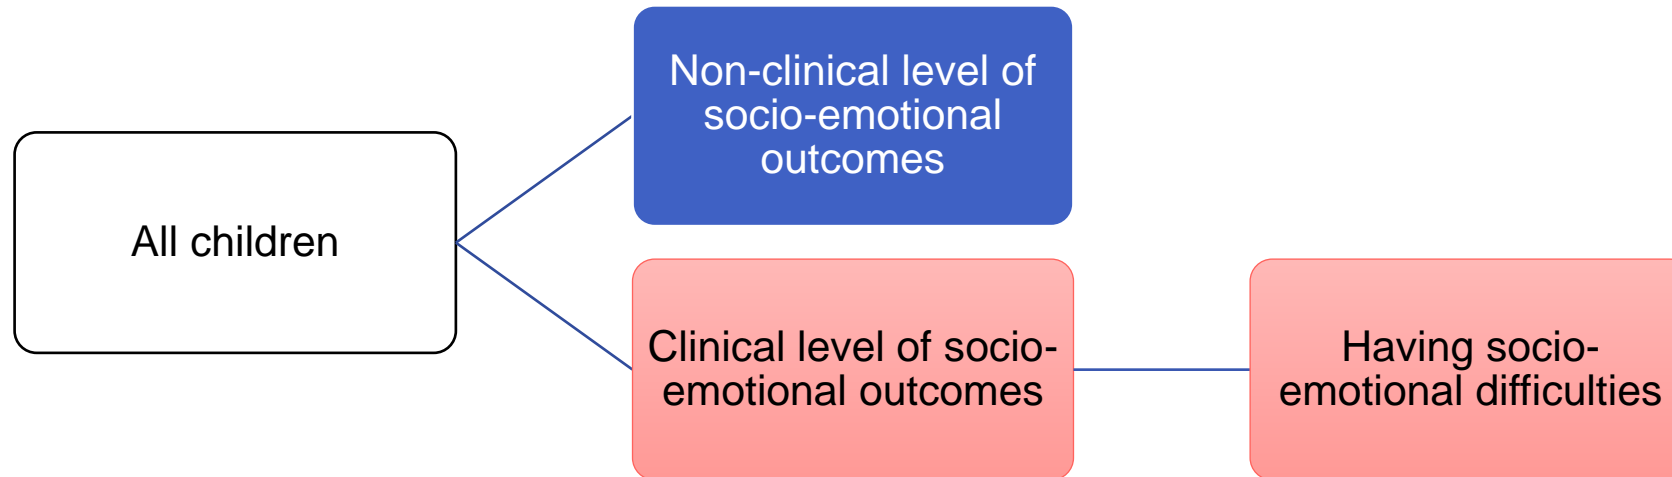 All children
Non-clinical level of
socio-emotional
outcomes
Clinical level of socio-
emotional outcomes
Having socio-
emotional difficulties